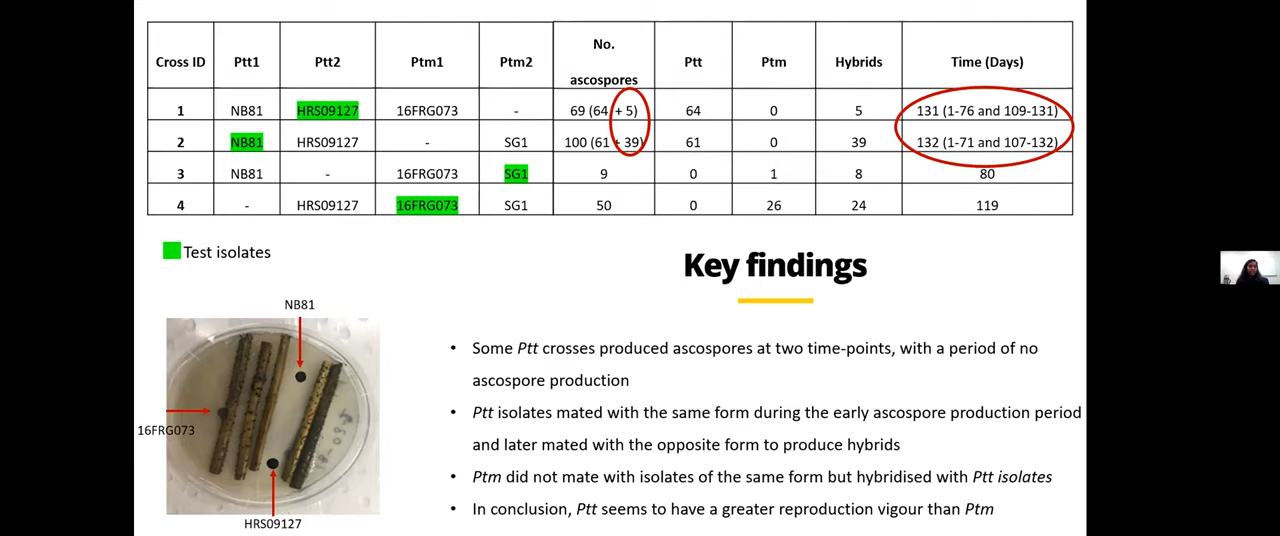 Cross ID Ptt1 Ptt2 Ptm1 Ptm2 No. ascospores Ptt Ptm Hybrids Time (Days)
1 NB81 HRS09127 16FRG073 - 69 (64 + 5) 64 0 5 131 (1-76 and 109-131)
2 NB81 HRS09127 - SG1 100 (61 + 39) 61 0 39 132 (1-71 and 107-132)
3 NB81 - 16FRG073 SG1 9 0 1 8 80
4 - HRS09127 16FRG073 SG1 50 0 26 24 119
Test isolates
Key findings
NB81
16FRG073
HRS09127
• Some Ptt crosses produced ascospores at two time-points, with a period of no
ascospore production
• Ptt isolates mated with the same form during the early ascospore production period
and later mated with the opposite form to produce hybrids
• Ptm did not mate with isolates of the same form but hybridised with Ptt isolates
• In conclusion, Ptt seems to have a greater reproduction vigour than Ptm